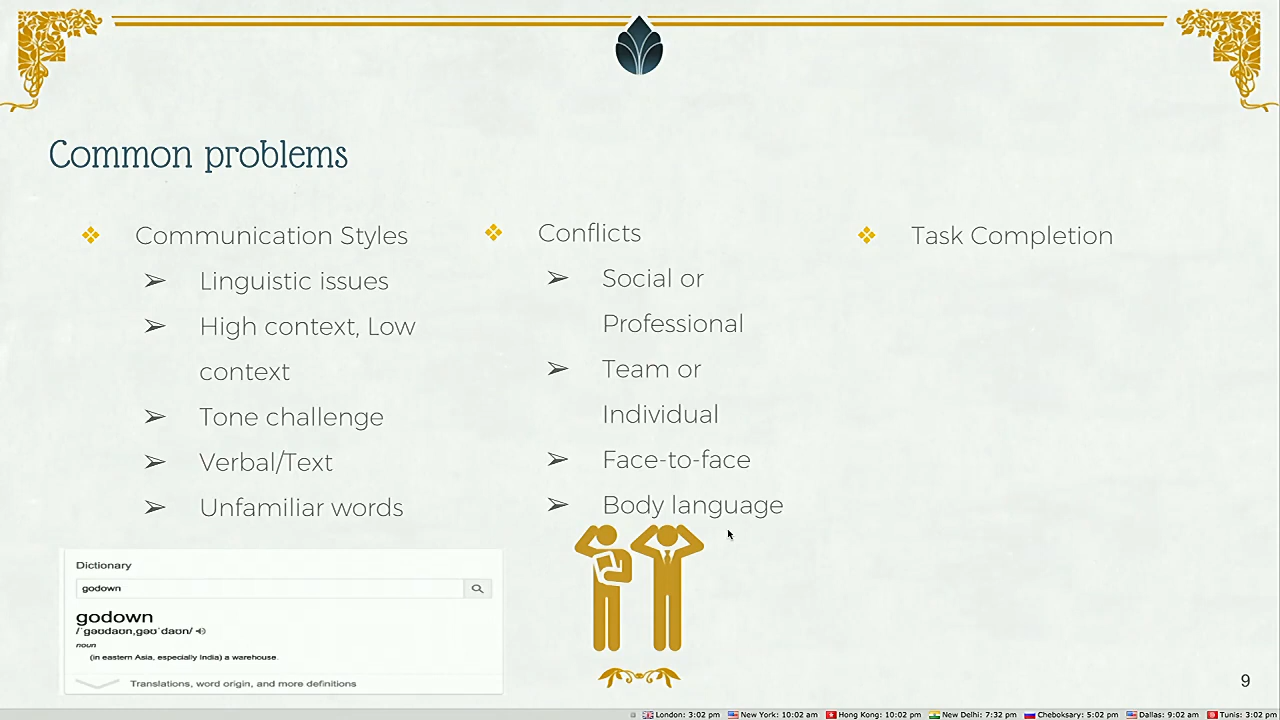 Common problems
Communication Styles
Linguistic issues
High context, Low
context
Tone challenge
Verbal/Text
Unfamiliar words
Conflicts
Social or
Professional
Team or
Individual
Face-to-face
Body language
Task Completion
Dictionary
godown
godown
/ˈɡəʊdaʊn,ɡəʊˈdaʊn/
noun
(in eastern Asia, especially India) a warehouse.
Translations, word origin, and more definitions
9
London: 3:02 pm New York: 10:02 am Hong Kong: 10:02 pm New Delhi: 7:32 pm Cheboksary: 5:02 pm Dallas: 9:02 am Tunis: 3:02 pm